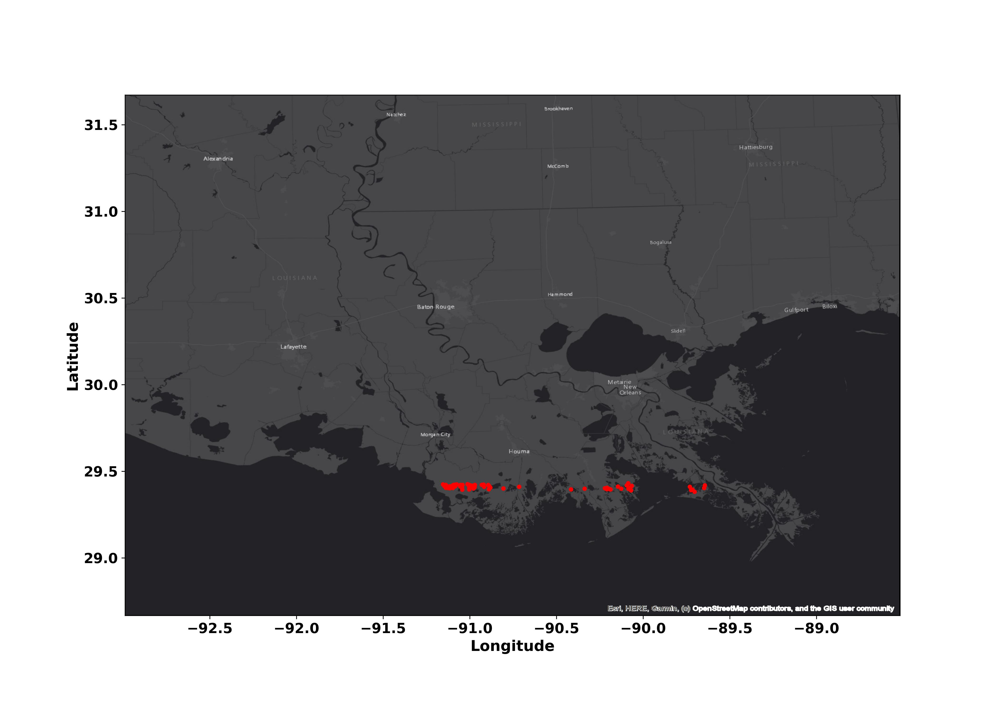 Brookhaven
Natchez
MISSISSIPPI
31.5
Hattiesburg
Alexandria
MISSISSIPPI
McComb
31.0
Bogalusa
LOUISIANA
30.5
Hammond
Baton Rouge
Biloxi
Gulfport
Slidell
Lafayette
Latitude
30.0
Metairie
New
Orleans
LOUISIANA
Morgan City
Houma
29.5
29.0
Esri, HERE, Garmin, (c) OpenStreetMap contributors, and the GIS user community
−92.5 −92.0 −91.5 −91.0 −90.5 −90.0 −89.5 −89.0
Longitude